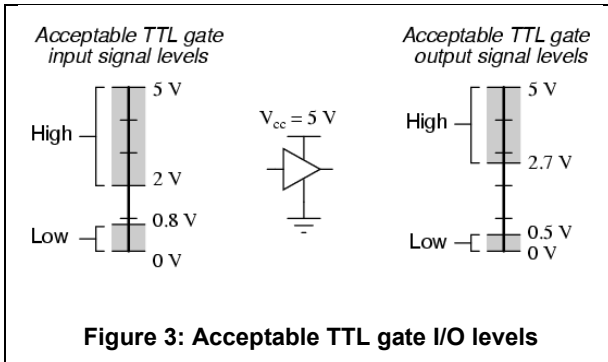 Acceptable TTL gate
input signal levels
5 V
High
2 V
0.8 V
Low
0 V
Vcc = 5 V
Acceptable TTL gate
output signal levels
5 V
High
2.7 V
0.5 V
Low
0 V
Figure 3: Acceptable TTL gate I/O levels